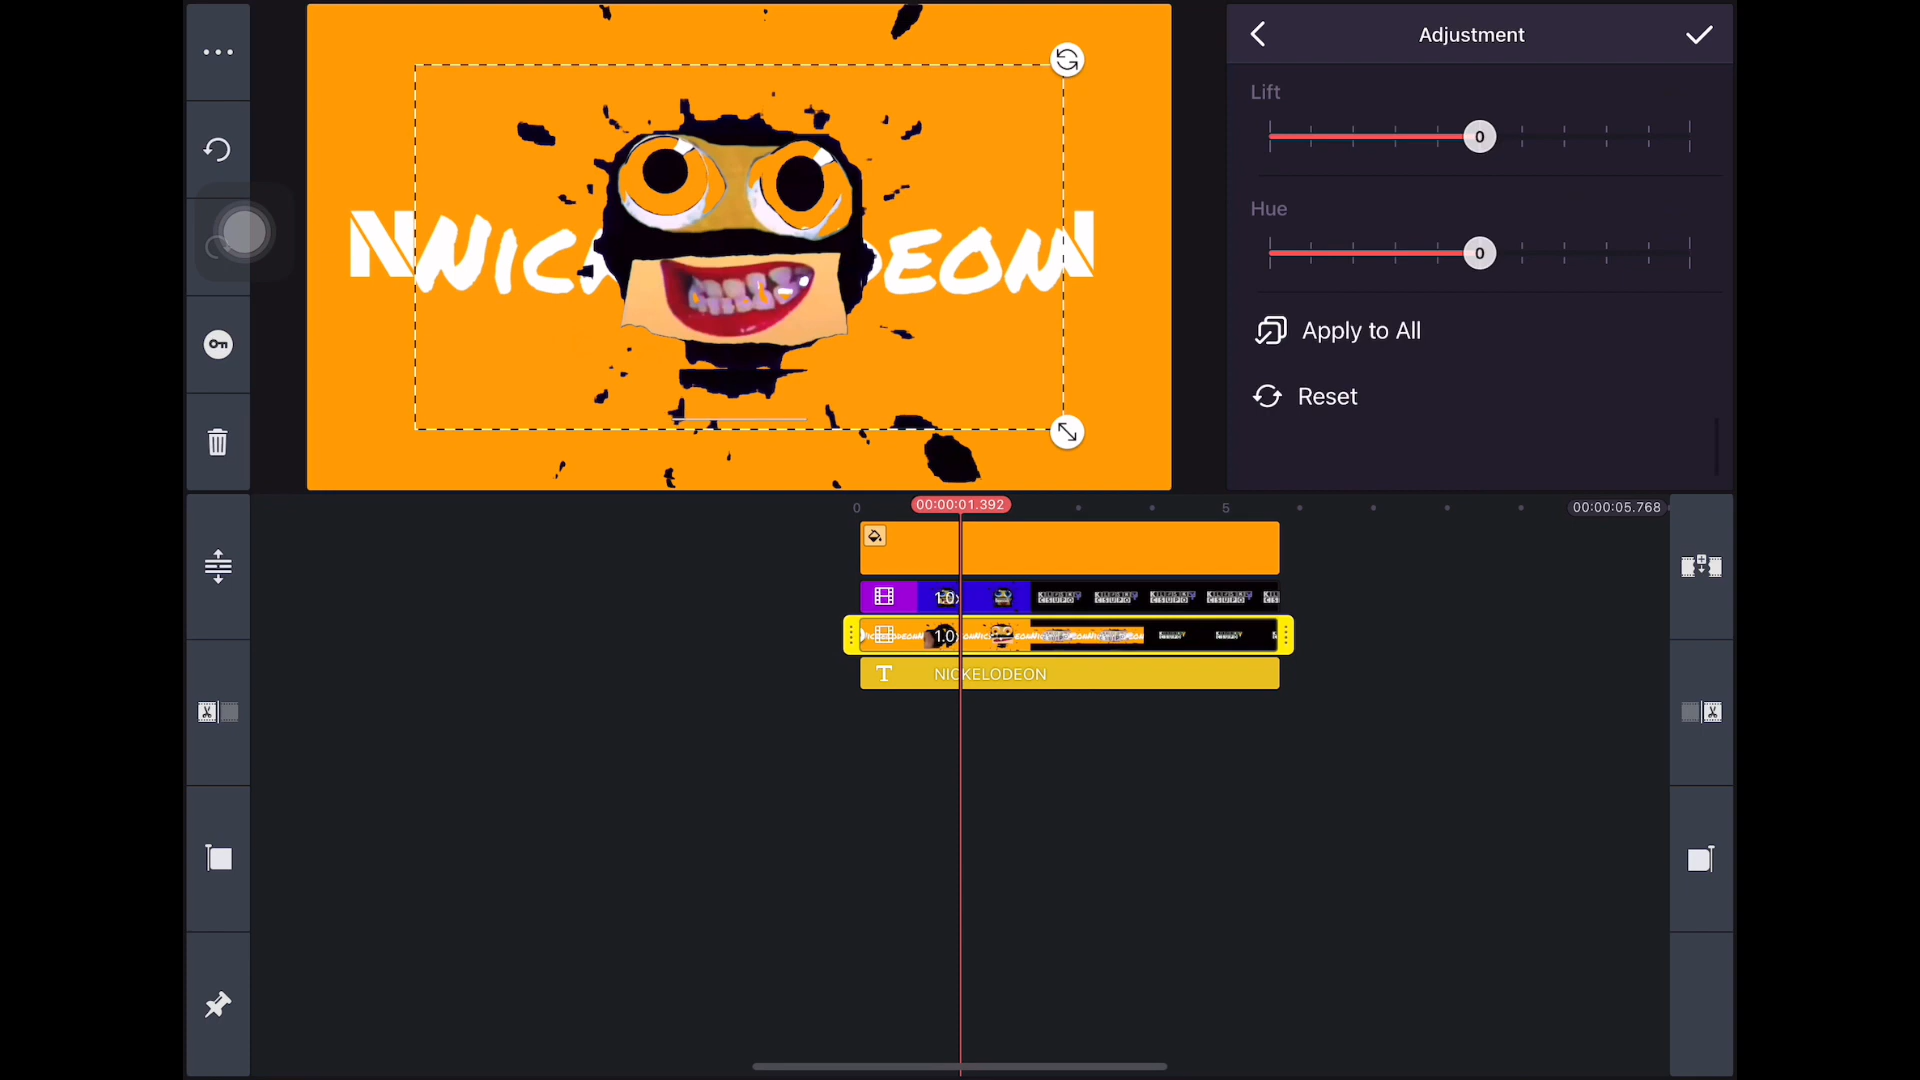 Adjustment
Lift
0
Hue
0
Apply to All
Reset
N NICK DEON N
0
00:00:01.392
5
00:00:05.768
1.0x
1.0x
T NICKELODEON